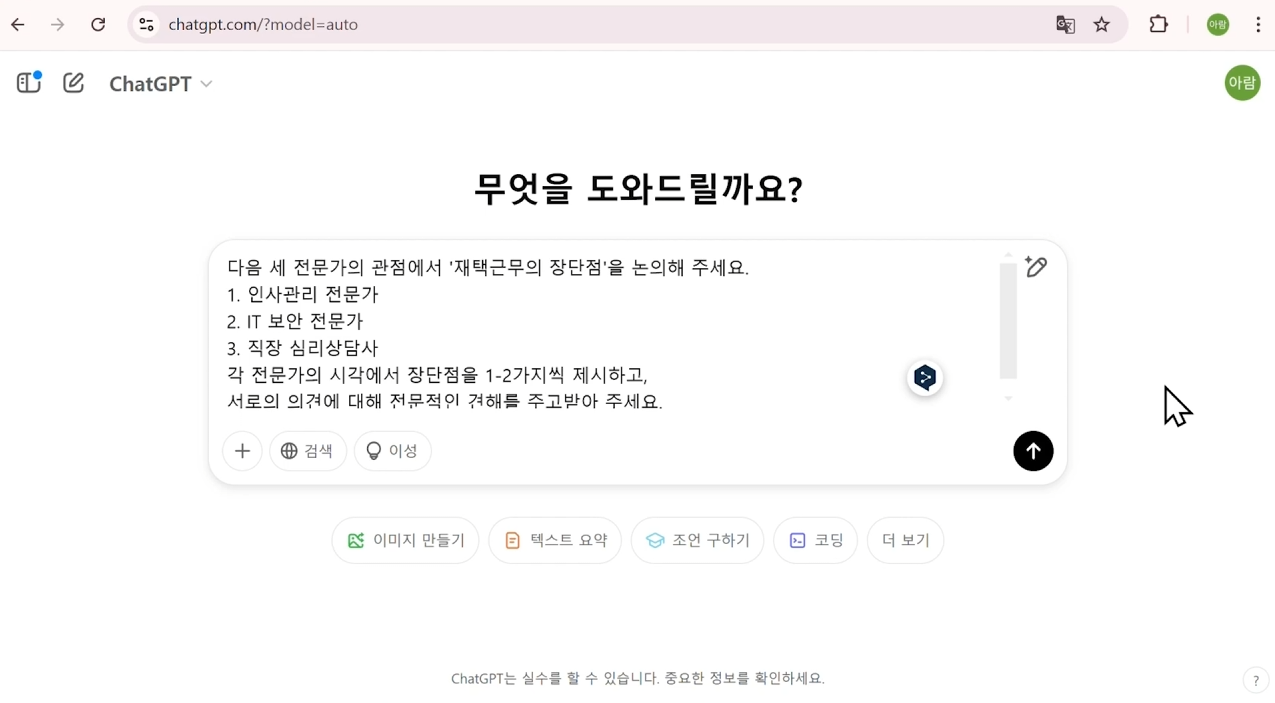 chatgpt.com/?model=auto
아람
ChatGPT
아람
무엇을 도와드릴까요?
다음 세 전문가의 관점에서 '재택근무의 장단점'을 논의해 주세요.
1. 인사관리 전문가
2. IT 보안 전문가
3. 직장 심리상담사
각 전문가의 시각에서 장단점을 1-2가지씩 제시하고,
서로의 의견에 대해 전문적인 견해를 주고받아 주세요.
검색
이성
이미지 만들기
텍스트 요약
조언 구하기
코딩
더 보기
ChatGPT는 실수를 할 수 있습니다. 중요한 정보를 확인하세요.
?